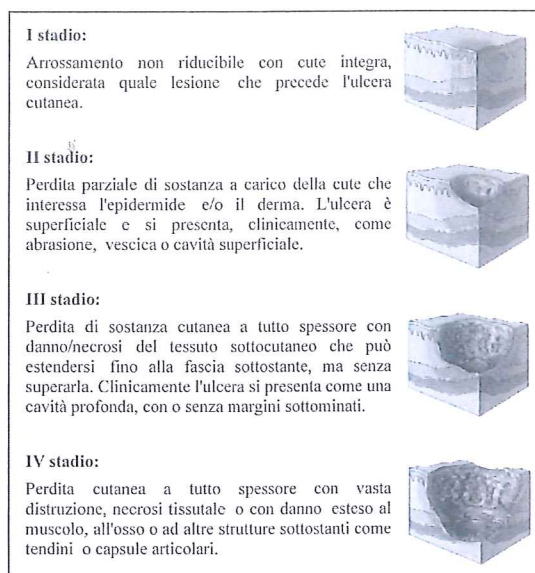 I stadio:
Arrossamento non riducibile con cute integra,
considerata quale lesione che precede l'ulcera
cutanea.
II stadio:
Perdita parziale di sostanza a carico della cute che
interessa l'epidermide e/o il derma. L'ulcera è
superficiale e si presenta, clinicamente, come
abrasione, vescica o cavità superficiale.
III stadio:
Perdita di sostanza cutanea a tutto spessore con
danno/necrosi del tessuto sottocutaneo che può
estendersi fino alla fascia sottostante, ma senza
superarla. Clinicamente l'ulcera si presenta come una
cavità profonda, con o senza margini sottominati.
IV stadio:
Perdita cutanea a tutto spessore con vasta
distruzione, necrosi tissutale o con danno esteso al
muscolo, all'osso o ad altre strutture sottostanti come
tendini o capsule articolari.